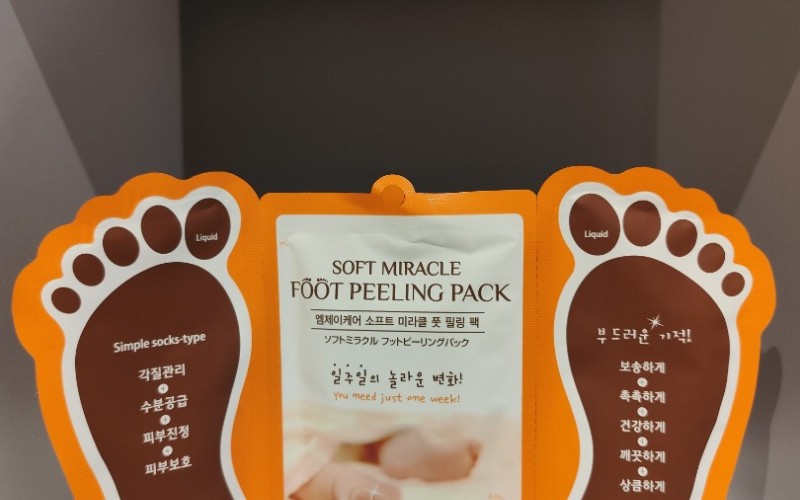 Liquid
Simple socks-type
각질관리
+
수분공급
+
피부진정
+
피부보호
SOFT MIRACLE
FOOT PEELING PACK
엠제이케어 소프트 미라클 풋 필링 팩
ソフトミラクル フットピーリングパック
일주일의 놀라운 변화!
You need just one week!
Liquid
부드러운 기적!
보송하게
+
촉촉하게
+
건강하게
+
깨끗하게
+
상큼하게